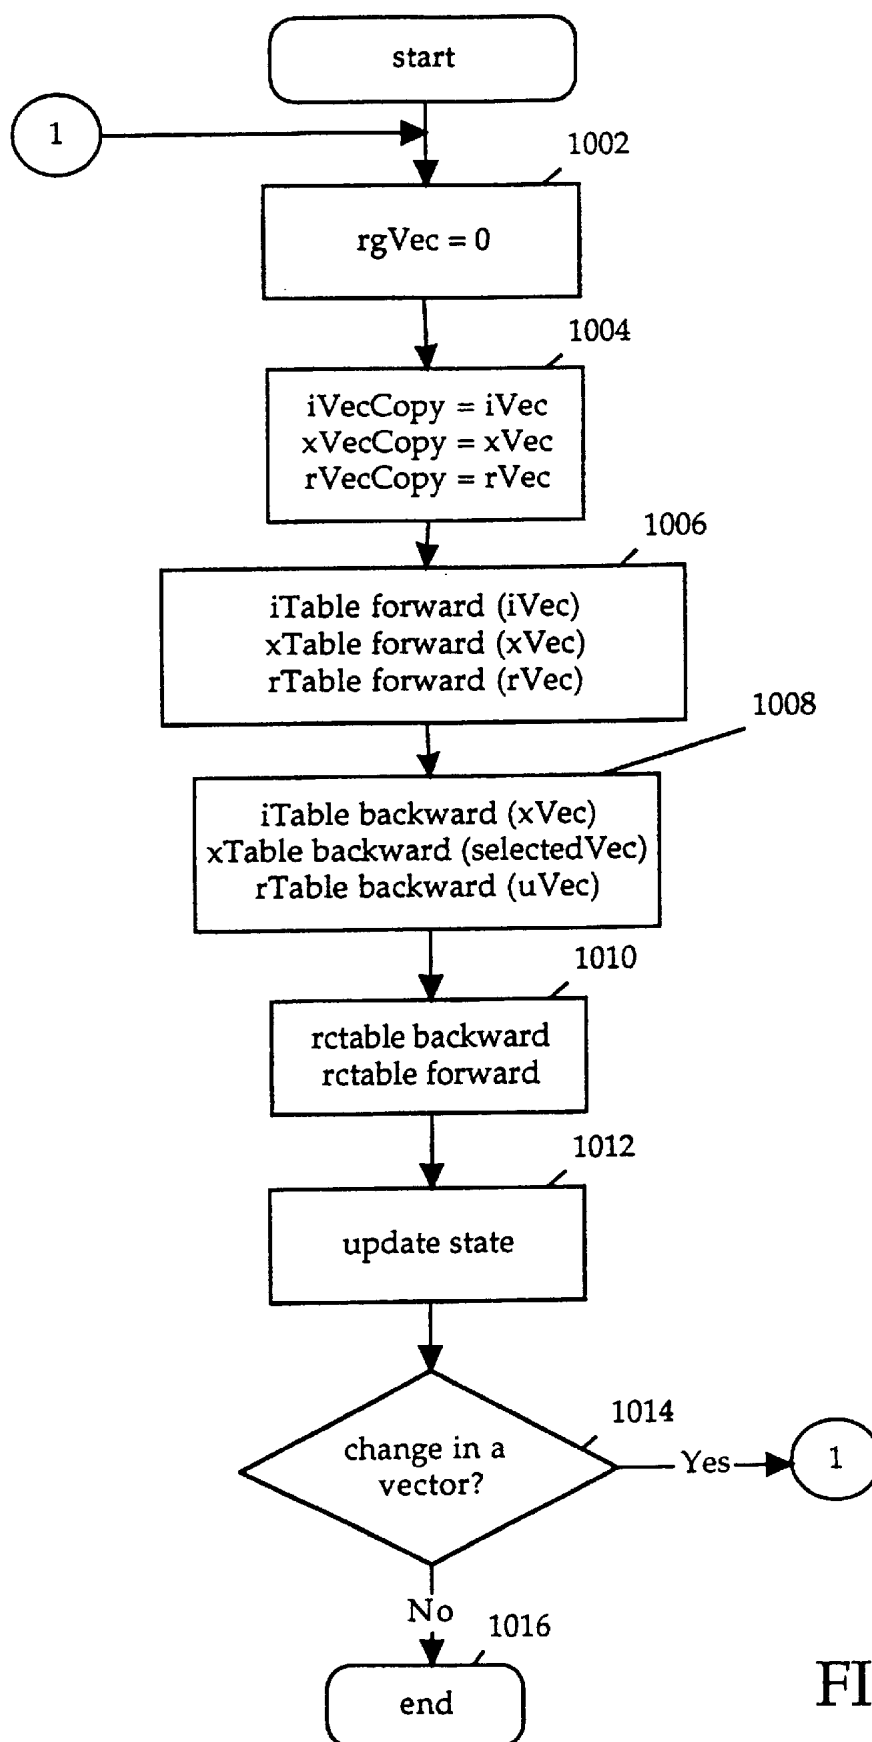 start
1
1002
rgVec = 0
1004
iVecCopy = iVec
xVecCopy = xVec
rVecCopy = rVec
1006
iTable forward (iVec)
xTable forward (xVec)
rTable forward (rVec)
1008
iTable backward (xVec)
xTable backward (selectedVec)
rTable backward (uVec)
1010
rctable backward
rctable forward
1012
update state
1014
change in a
vector?
Yes
1
No
1016
end
FI